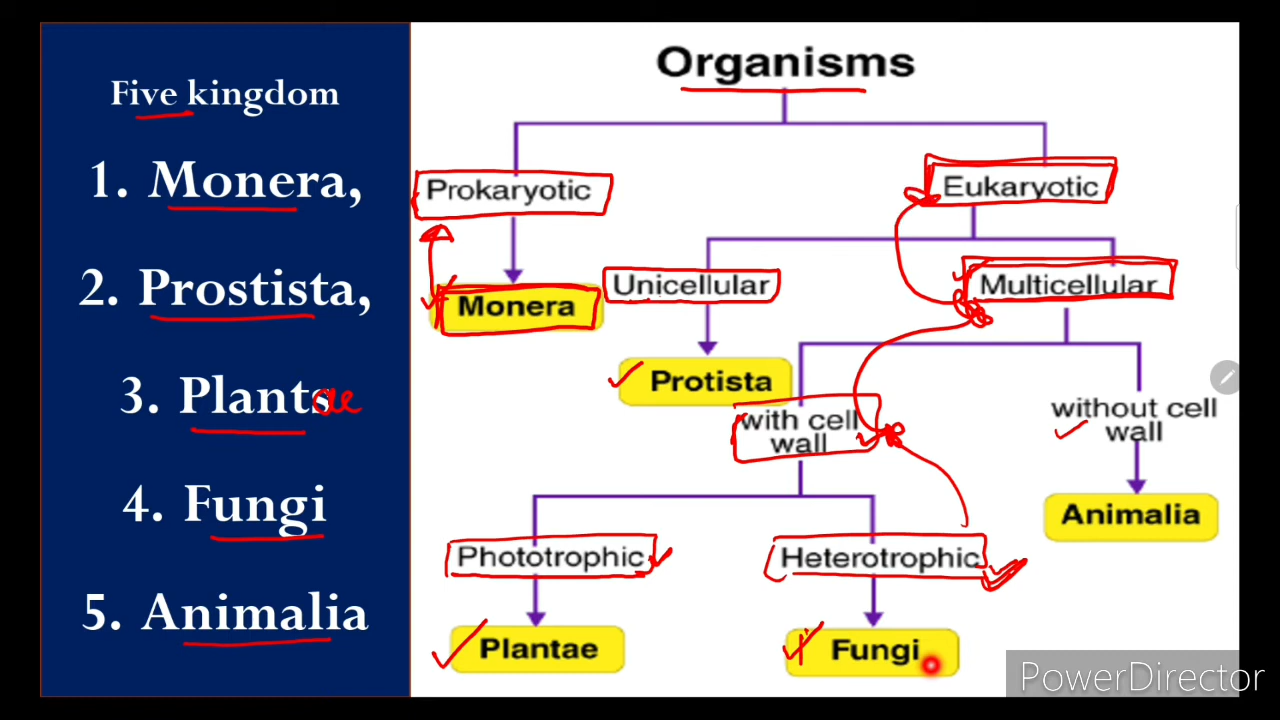 Five kingdom
1. Monera,
2. Prostista,
3. Plantsae
4. Fungi
5. Animalia
Organisms
Prokaryotic
Eukaryotic
Monera
Unicellular
Multicellular
Protista
with cell
wall
without cell
wall
Animalia
Phototrophic
Heterotrophic
Plantae
Fungi
PowerDirector